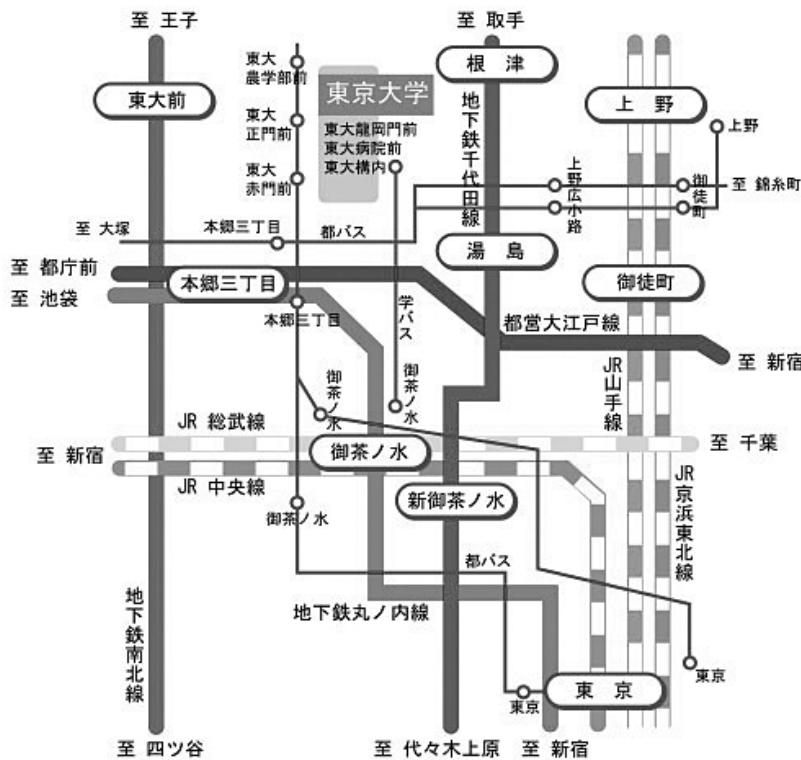 至 王子
至 取手
東大
農学部前
根 津
東京大学
東大前
上 野
東大
正門前
東大龍岡門前
東大病院前
東大構内
上野
地下鉄千代田線
東大
赤門前
上野広小路
御徒町
至 錦糸町
至 大塚
本郷三丁目
都バス
湯 島
至 都庁前
本郷三丁目
御徒町
至 池袋
本郷三丁目
学バス
都営大江戸線
至 新宿
JR山手線
御茶ノ水
御茶ノ水
JR 総武線
至 千葉
至 新宿
御茶ノ水
JR 中央線
JR京浜東北線
新御茶ノ水
御茶ノ水
都バス
地下鉄南北線
地下鉄丸ノ内線
東京
東京
東 京
至 四ツ谷
至 代々木上原
至 新宿